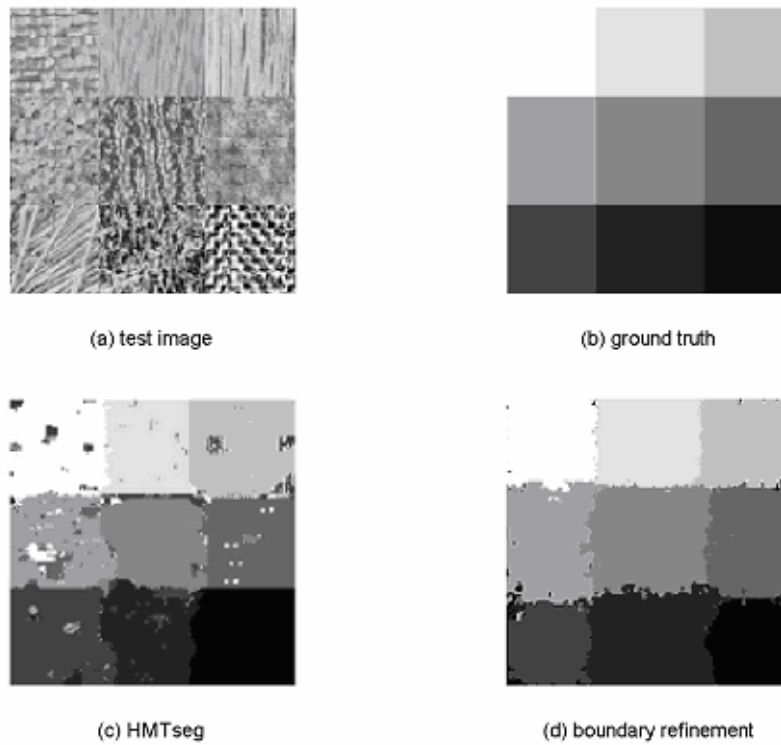 (a) test image
(b) ground truth
(c) HMTseg
(d) boundary refinement